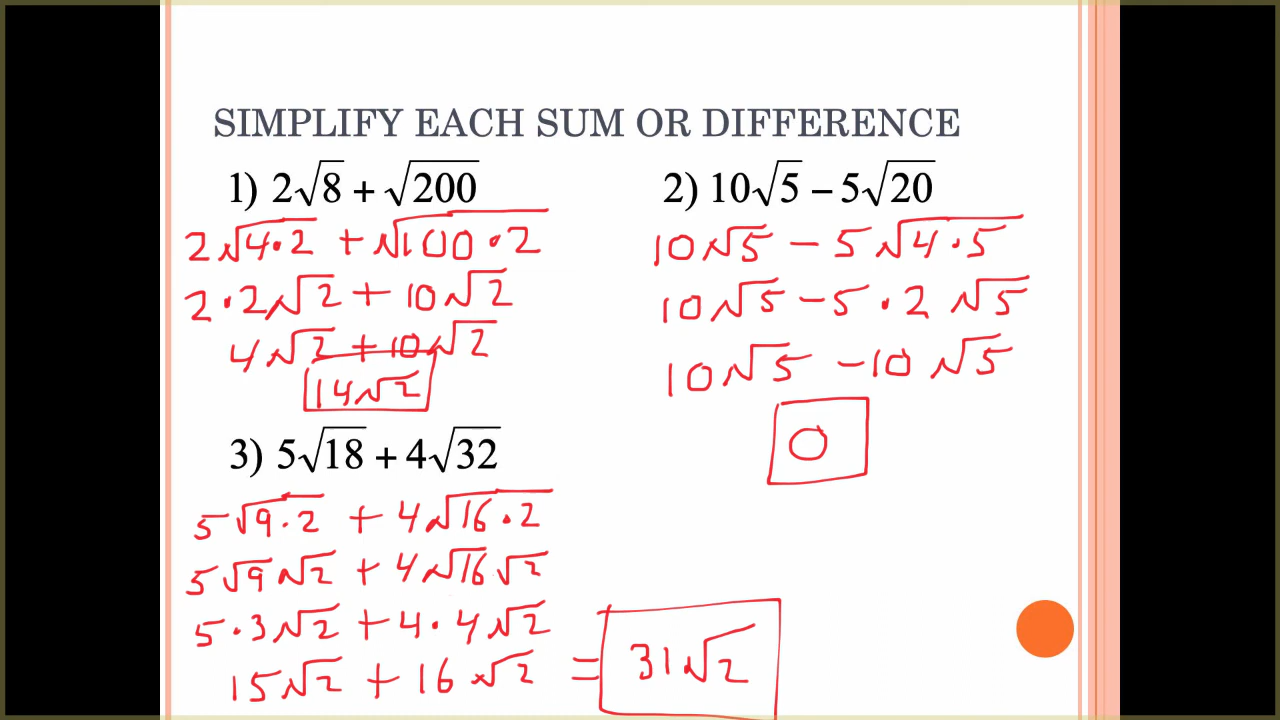 SIMPLIFY EACH SUM OR DIFFERENCE
1) 2√8 + √200
2√4·2 + √100·2
2·2√2 + 10√2
4√2 + 10√2
14√2
2) 10√5 – 5√20
10√5 – 5√4·5
10√5 – 5·2 √5
10√5 – 10√5
0
3) 5√18 + 4√32
5√9·2 + 4√16·2
5√9√2 + 4√16√2
5·3√2 + 4·4√2
15√2 + 16√2 = 31√2